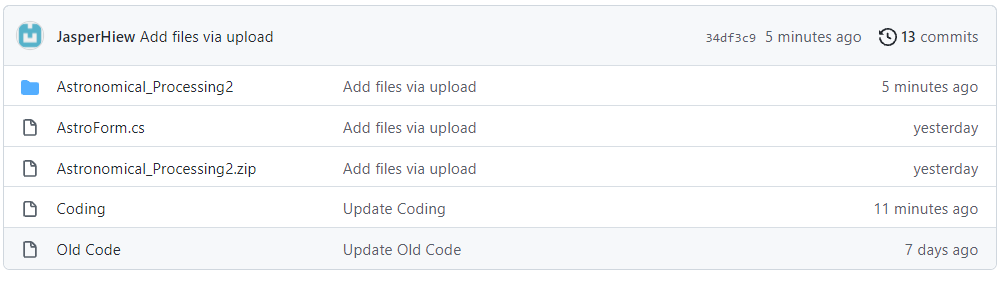 JasperHiew Add files via upload 34df3c9 5 minutes ago 13 commits
Astronomical_Processing2 Add files via upload 5 minutes ago
AstroForm.cs Add files via upload yesterday
Astronomical_Processing2.zip Add files via upload yesterday
Coding Update Coding 11 minutes ago
Old Code Update Old Code 7 days ago